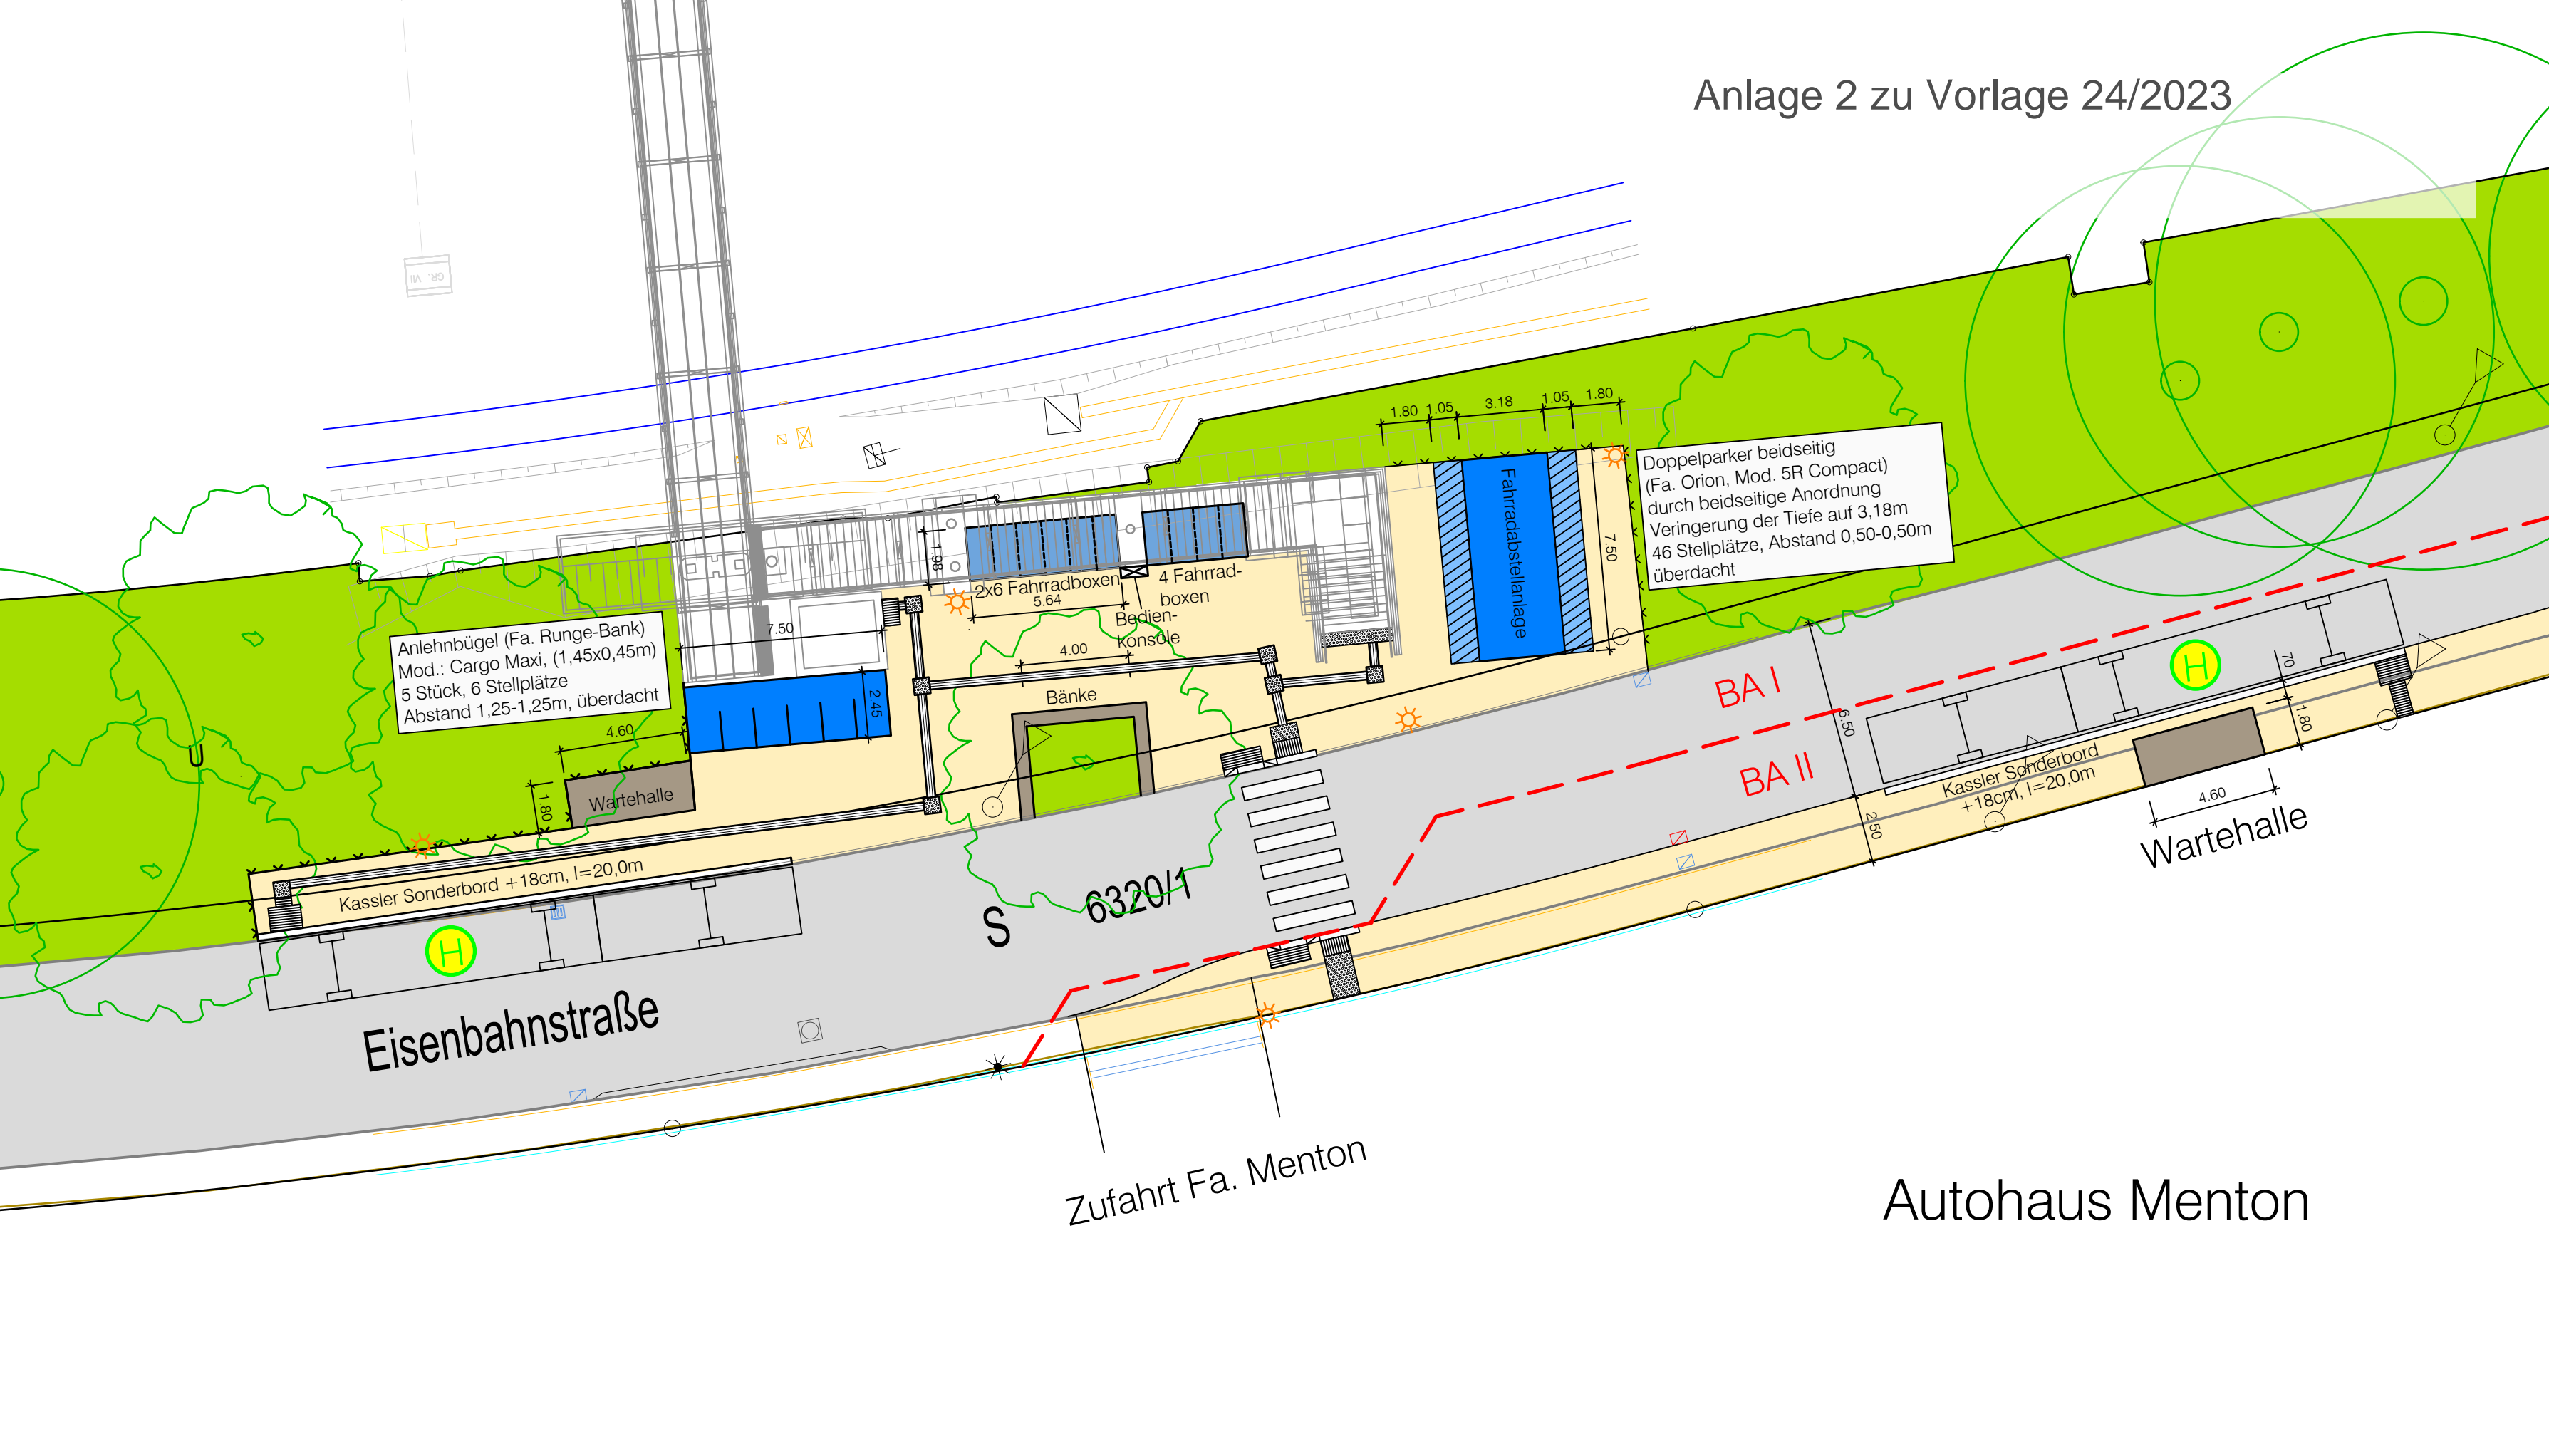 Anlage 2 zu Vorlage 24/2023
GR. VII
1.80 1.05 3.18 1.05 1.80
Doppelparker beidseitig
(Fa. Orion, Mod. 5R Compact)
durch beidseitige Anordnung
Veringerung der Tiefe auf 3,18m
46 Stellplätze, Abstand 0,50-0,50m
überdacht
Fahrradabstellanlage
7.50
1.98
2x6 Fahrradboxen
5.64
4 Fahrrad-
boxen
Bedien-
konsole
Anlehnbügel (Fa. Runge-Bank)
Mod.: Cargo Maxi, (1,45x0,45m)
5 Stück, 6 Stellplätze
Abstand 1,25-1,25m, überdacht
7.50
2.45
4.00
Bänke
4.60
1.80
Wartehalle
U
BA I
BA II
6.50
2.50
H
70
1.80
Kassler Sonderbord
+18cm, l=20,0m
4.60
Wartehalle
Kassler Sonderbord +18cm, l=20,0m
H
S 6320/1
Eisenbahnstraße
Zufahrt Fa. Menton
Autohaus Menton